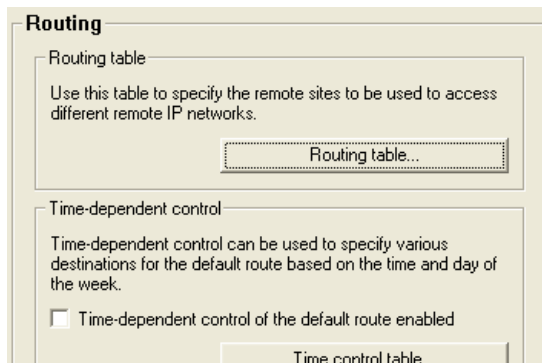 Routing
Routing table
Use this table to specify the remote sites to be used to access
different remote IP networks.
Routing table...
Time-dependent control
Time-dependent control can be used to specify various
destinations for the default route based on the time and day of
the week.
Time-dependent control of the default route enabled
Time control table